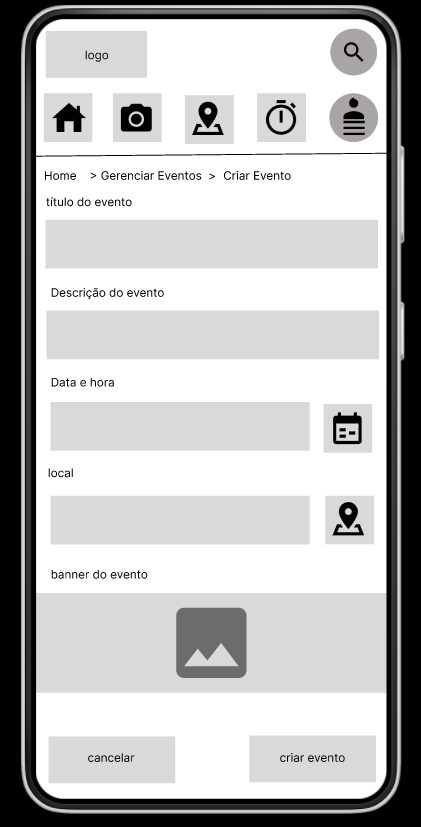 logo
Home > Gerenciar Eventos > Criar Evento
título do evento
Descrição do evento
Data e hora
local
banner do evento
cancelar
criar evento